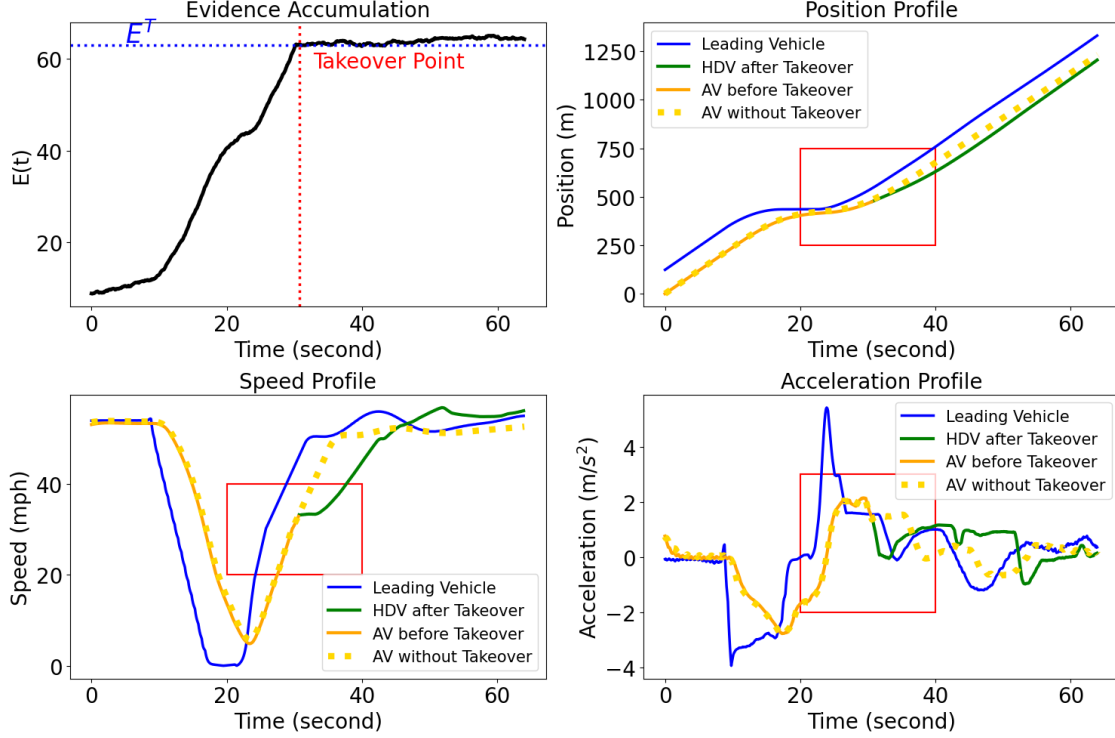 Evidence Accumulation
E^T
Takeover Point
E(t)
60
40
20
0
20
40
60
Time (second)
Position Profile
Leading Vehicle
HDV after Takeover
AV before Takeover
AV without Takeover
Position (m)
1250
1000
750
500
250
0
0
20
40
60
Time (second)
Speed Profile
Speed (mph)
40
20
0
Leading Vehicle
HDV after Takeover
AV before Takeover
AV without Takeover
0
20
40
60
Time (second)
Acceleration Profile
Leading Vehicle
HDV after Takeover
AV before Takeover
AV without Takeover
Acceleration (m/s²)
4
2
0
−2
−4
0
20
40
60
Time (second)